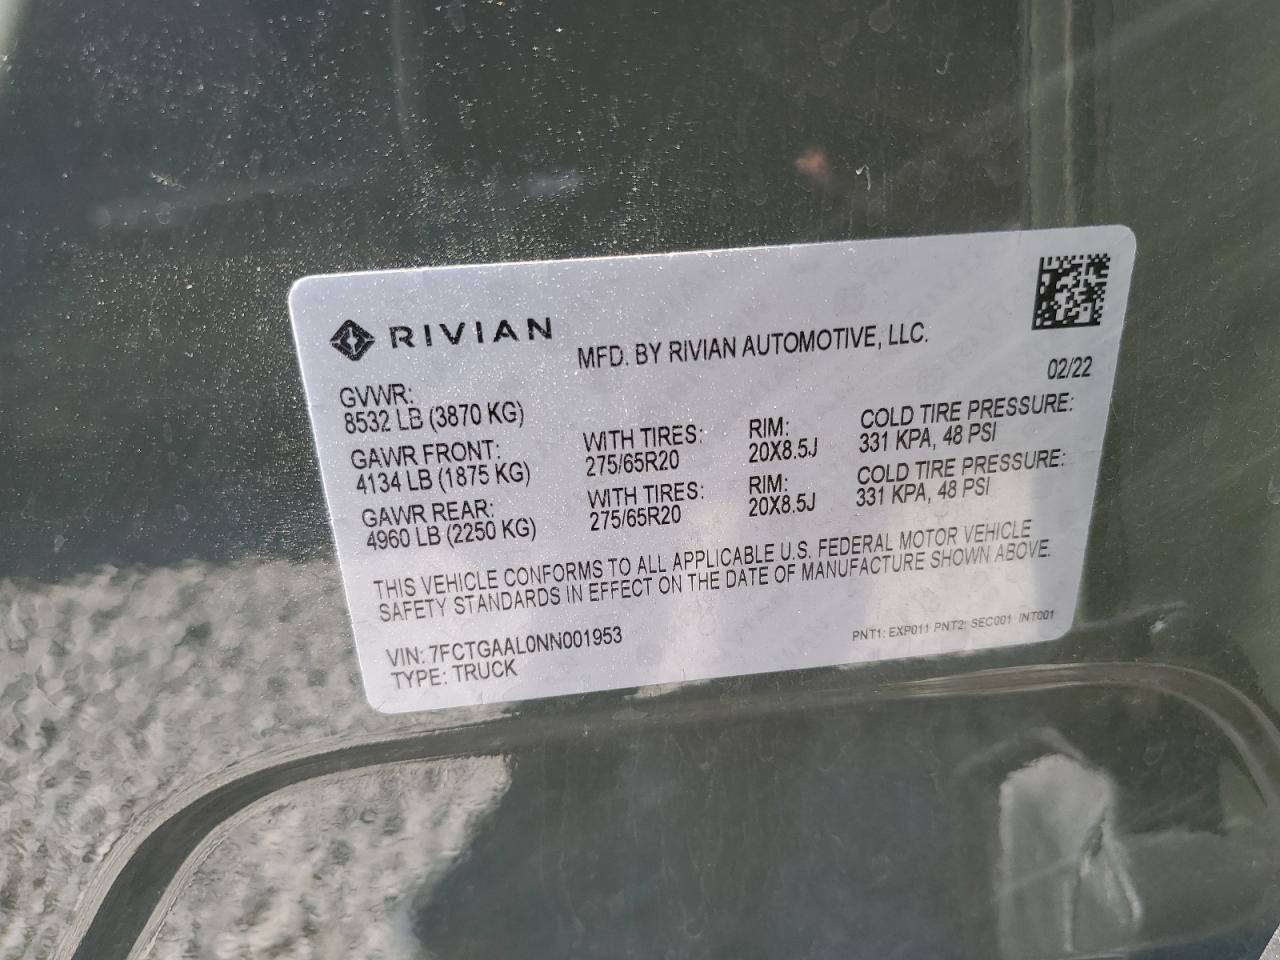 RIVIAN
MFD. BY RIVIAN AUTOMOTIVE, LLC.
02/22
GVWR:
8532 LB (3870 KG)
GAWR FRONT:
4134 LB (1875 KG)
WITH TIRES:
275/65R20
RIM:
20X8.5J
COLD TIRE PRESSURE:
331 KPA, 48 PSI
GAWR REAR:
4960 LB (2250 KG)
WITH TIRES:
275/65R20
RIM:
20X8.5J
COLD TIRE PRESSURE:
331 KPA, 48 PSI
THIS VEHICLE CONFORMS TO ALL APPLICABLE U.S. FEDERAL MOTOR VEHICLE
SAFETY STANDARDS IN EFFECT ON THE DATE OF MANUFACTURE SHOWN ABOVE.
VIN: 7FCTGAAL0NN001953
TYPE: TRUCK
PNT1: EXP011 PNT2: SEC001 INT001